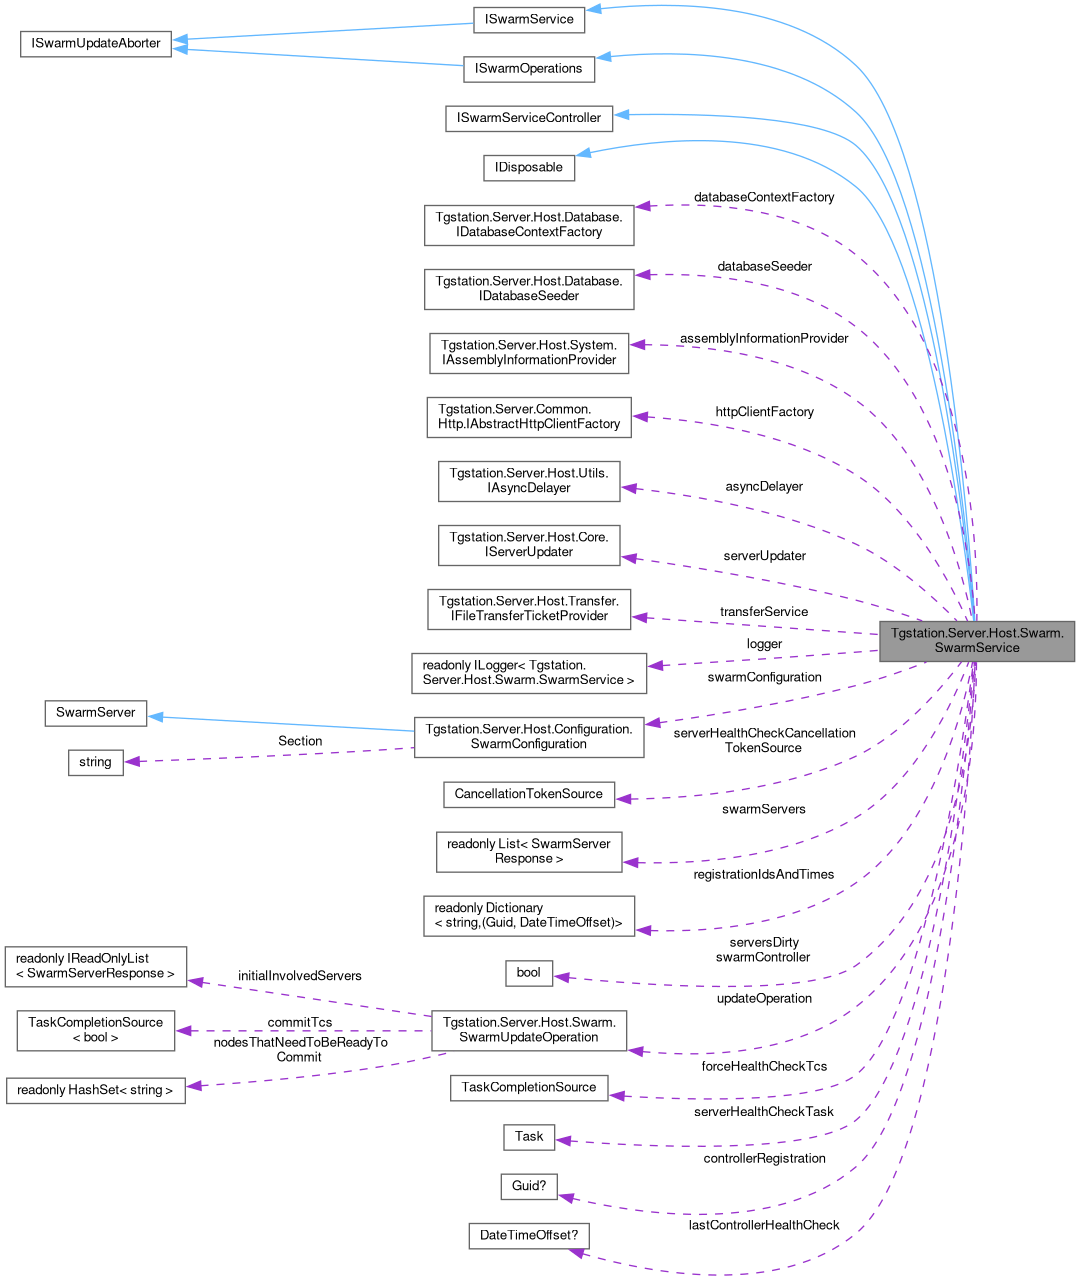 ISwarmService
ISwarmUpdateAborter
ISwarmOperations
ISwarmServiceController
IDisposable
databaseContextFactory
Tgstation.Server.Host.Database.
IDatabaseContextFactory
databaseSeeder
Tgstation.Server.Host.Database.
IDatabaseSeeder
assemblyInformationProvider
Tgstation.Server.Host.System.
IAssemblyInformationProvider
httpClientFactory
Tgstation.Server.Common.
Http.IAbstractHttpClientFactory
asyncDelayer
Tgstation.Server.Host.Utils.
IAsyncDelayer
serverUpdater
Tgstation.Server.Host.Core.
IServerUpdater
transferService
Tgstation.Server.Host.Transfer.
IFileTransferTicketProvider
Tgstation.Server.Host.Swarm.
SwarmService
logger
readonly ILogger< Tgstation.
Server.Host.Swarm.SwarmService >
swarmConfiguration
SwarmServer
Tgstation.Server.Host.Configuration.
SwarmConfiguration
Section
string
serverHealthCheckCancellation
TokenSource
CancellationTokenSource
swarmServers
readonly List< SwarmServer
Response >
registrationIdsAndTimes
readonly Dictionary
< string,(Guid, DateTimeOffset)>
serversDirty
swarmController
bool
readonly IReadOnlyList
< SwarmServerResponse >
initialInvolvedServers
updateOperation
TaskCompletionSource
< bool >
commitTcs
Tgstation.Server.Host.Swarm.
SwarmUpdateOperation
nodesThatNeedToBeReadyTo
Commit
readonly HashSet< string >
forceHealthCheckTcs
TaskCompletionSource
serverHealthCheckTask
Task
controllerRegistration
Guid?
lastControllerHealthCheck
DateTimeOffset?